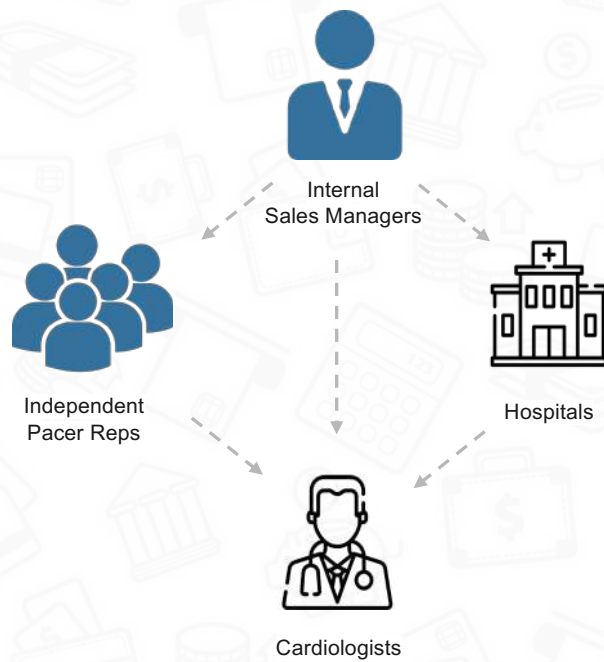 Internal
Sales Managers
Independent
Pacer Reps
Hospitals
Cardiologists